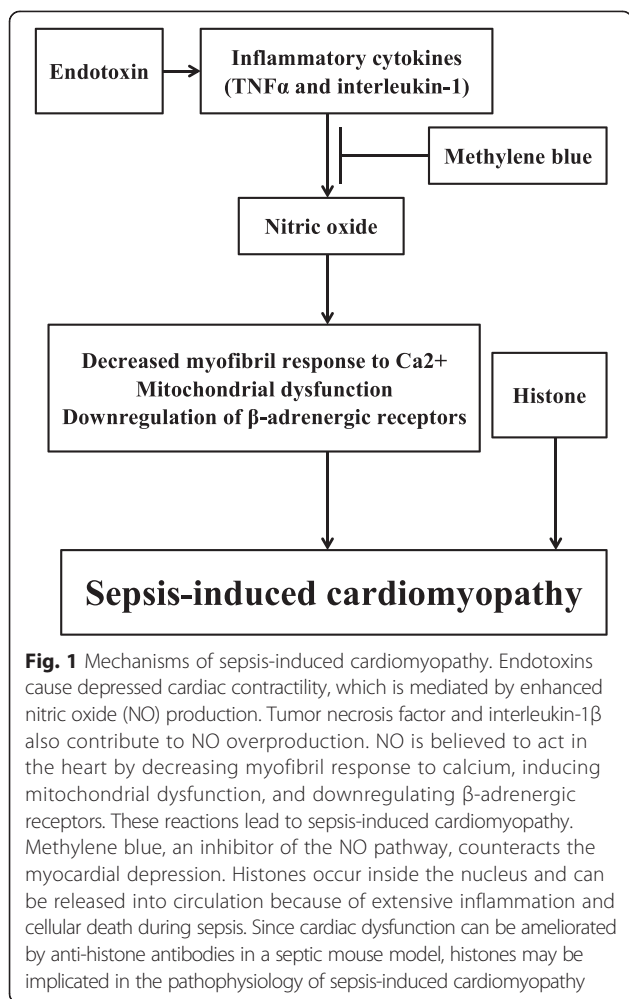 Endotoxin
Inflammatory cytokines
(TNFα and interleukin-1)
Methylene blue
Nitric oxide
Decreased myofibril response to Ca2+
Mitochondrial dysfunction
Downregulation of β-adrenergic receptors
Histone
Sepsis-induced cardiomyopathy
Fig. 1 Mechanisms of sepsis-induced cardiomyopathy. Endotoxins
cause depressed cardiac contractility, which is mediated by enhanced
nitric oxide (NO) production. Tumor necrosis factor and interleukin-1β
also contribute to NO overproduction. NO is believed to act in
the heart by decreasing myofibril response to calcium, inducing
mitochondrial dysfunction, and downregulating β-adrenergic
receptors. These reactions lead to sepsis-induced cardiomyopathy.
Methylene blue, an inhibitor of the NO pathway, counteracts the
myocardial depression. Histones occur inside the nucleus and can
be released into circulation because of extensive inflammation and
cellular death during sepsis. Since cardiac dysfunction can be ameliorated
by anti-histone antibodies in a septic mouse model, histones may be
implicated in the pathophysiology of sepsis-induced cardiomyopathy